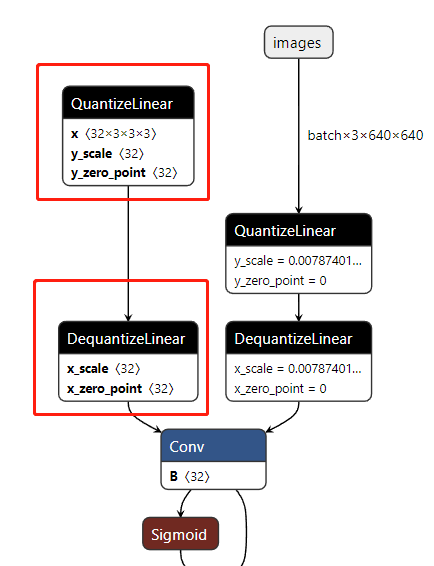 images
QuantizeLinear
x 〈32×3×3×3〉
y_scale 〈32〉
y_zero_point 〈32〉
batch×3×640×640
QuantizeLinear
y_scale = 0.00787401…
y_zero_point = 0
DequantizeLinear
x_scale 〈32〉
x_zero_point 〈32〉
DequantizeLinear
x_scale = 0.00787401…
x_zero_point = 0
Conv
B 〈32〉
Sigmoid